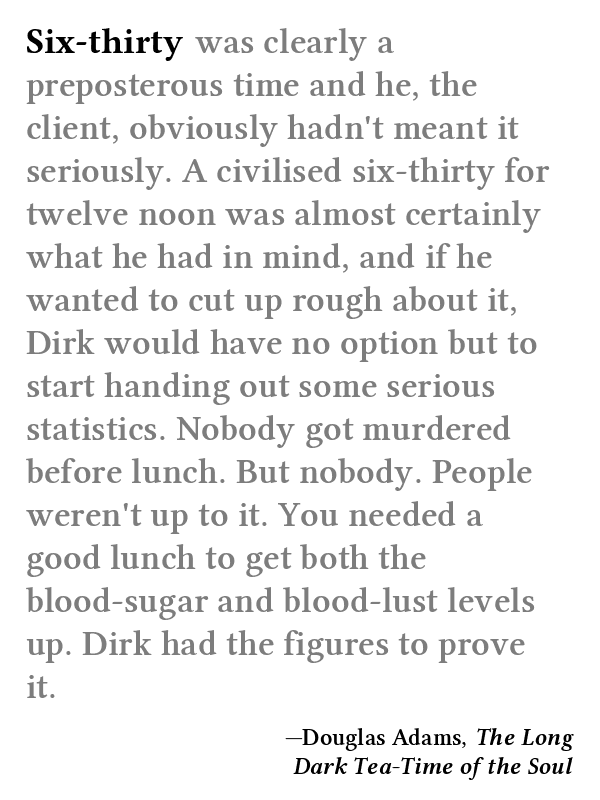 Six-thirty was clearly a
preposterous time and he, the
client, obviously hadn't meant it
seriously. A civilised six-thirty for
twelve noon was almost certainly
what he had in mind, and if he
wanted to cut up rough about it,
Dirk would have no option but to
start handing out some serious
statistics. Nobody got murdered
before lunch. But nobody. People
weren't up to it. You needed a
good lunch to get both the
blood-sugar and blood-lust levels
up. Dirk had the figures to prove
it.
—Douglas Adams, The Long
Dark Tea-Time of the Soul